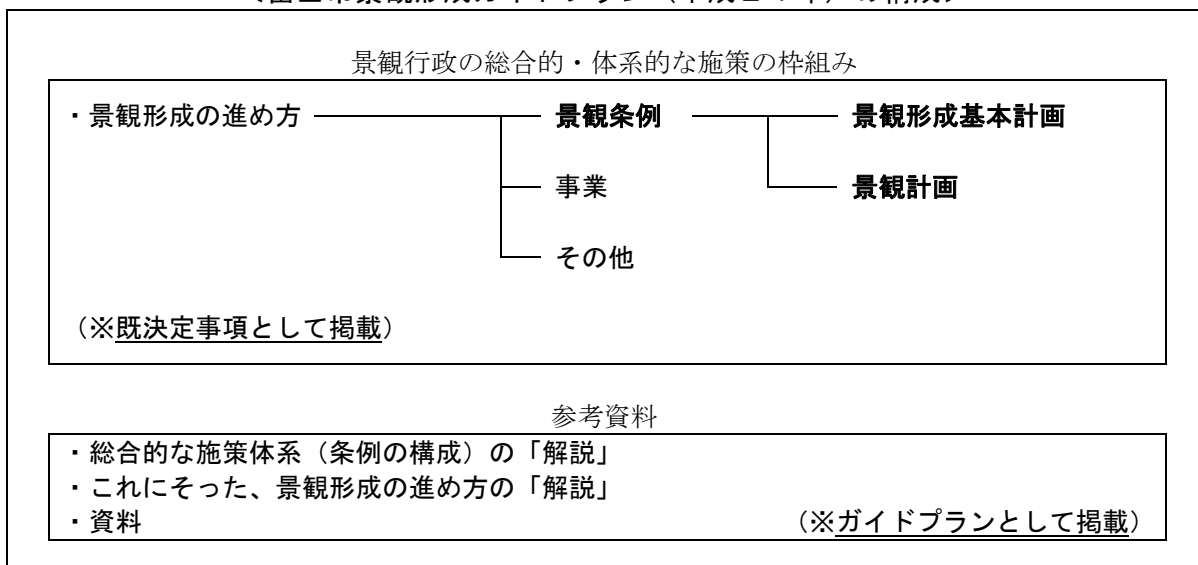 景観行政の総合的・体系的な施策の枠組み
・景観形成の進め方 景観条例 景観形成基本計画
事業 景観計画
その他
（※既決定事項として掲載）
参考資料
・総合的な施策体系（条例の構成）の「解説」
・これにそった、景観形成の進め方の「解説」
・資料 （※ガイドプランとして掲載）